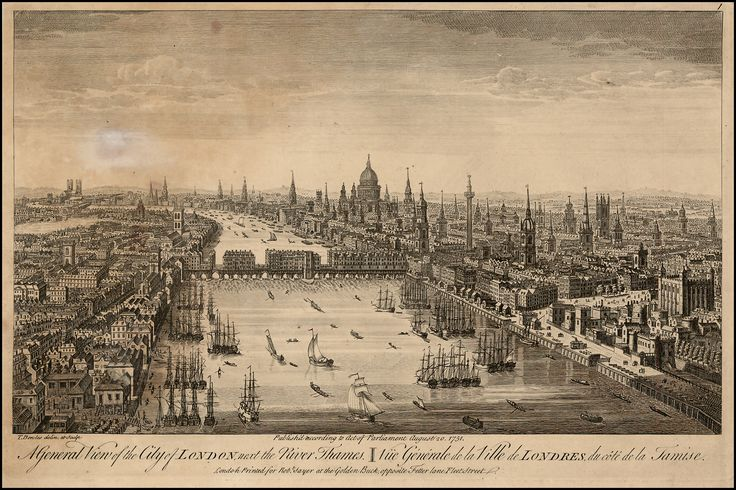 1
T. Bowles delin. et Sculp.
Publish'd according to Act of Parliament August 20. 1751.
A General View of the City of LONDON, next the River Thames. Vüe Générale de la Ville de LONDRES, du côté de la Tamise.
London Printed for Robt. Sayer at the Golden Buck, opposite Fetter lane Fleet Street.